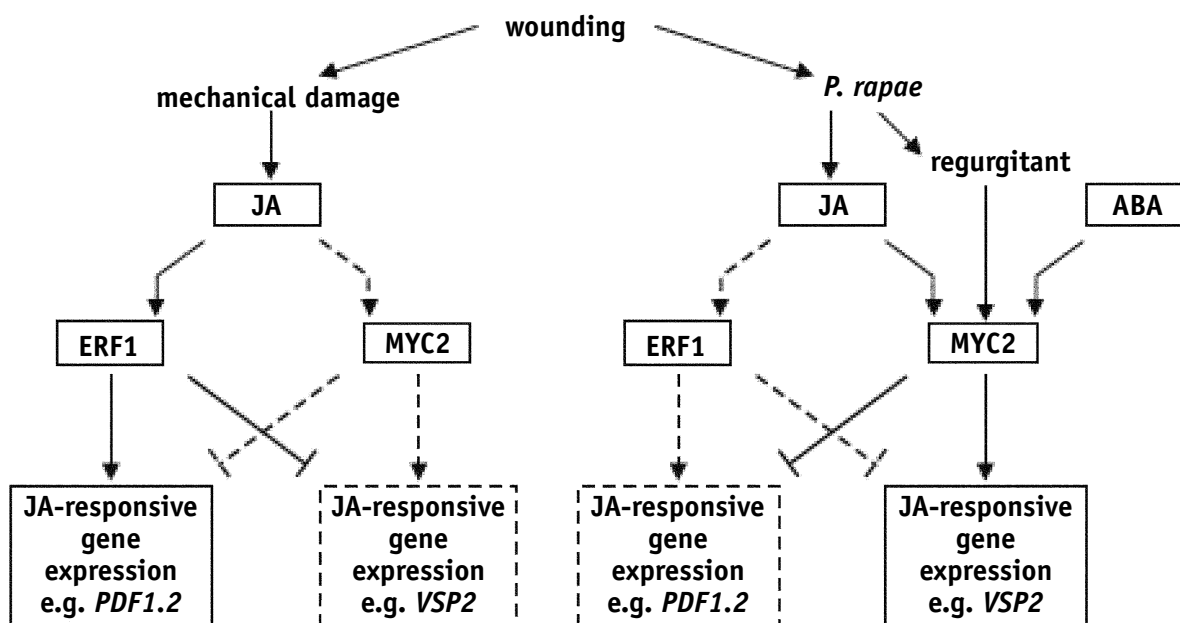 wounding
mechanical damage
P. rapae
regurgitant
JA
JA
ABA
ERF1
MYC2
ERF1
MYC2
JA-responsive
gene
expression
e.g. PDF1.2
JA-responsive
gene
expression
e.g. VSP2
JA-responsive
gene
expression
e.g. PDF1.2
JA-responsive
gene
expression
e.g. VSP2